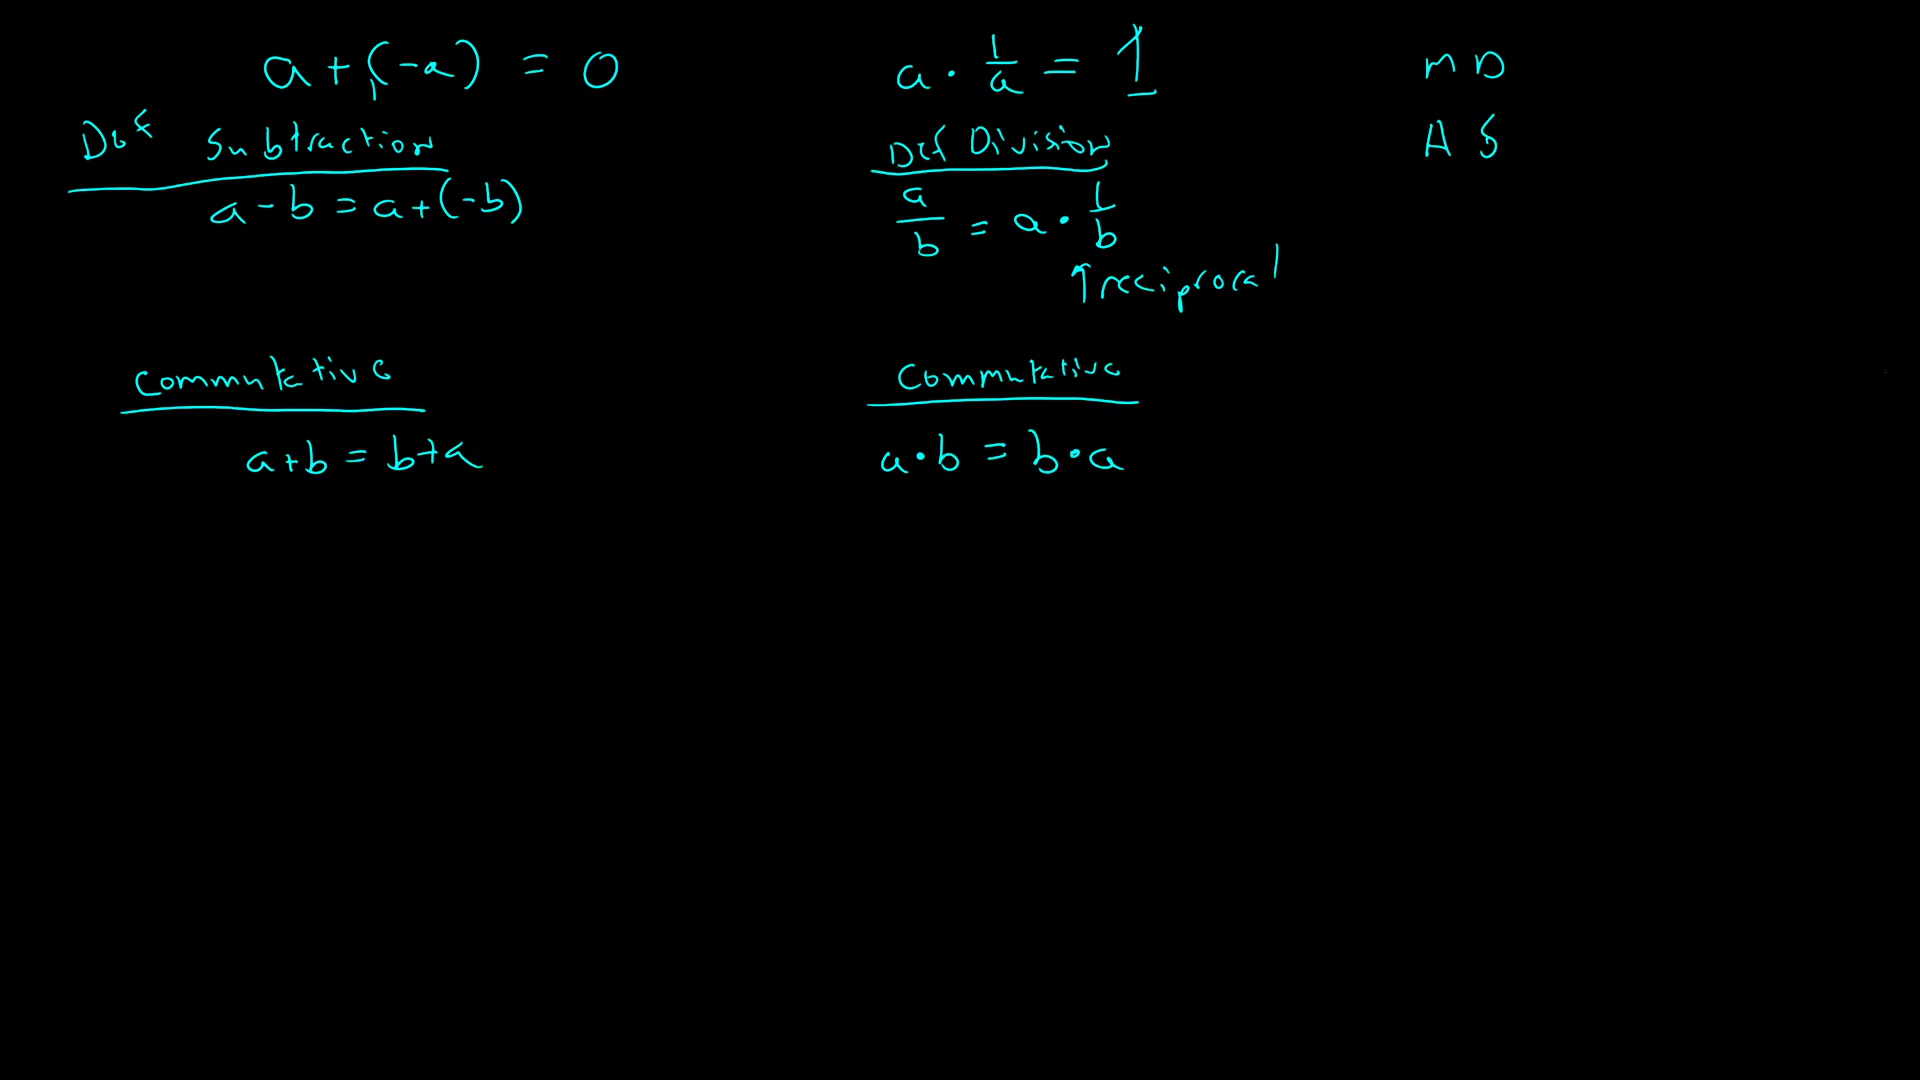 a + (-a) = 0
Def Subtraction
a - b = a + (-b)
Commutative
a + b = b + a
a · 1/a = 1
Def Division
a/b = a · 1/b
↑ reciprocal
Commutative
a · b = b · a
M D
A S